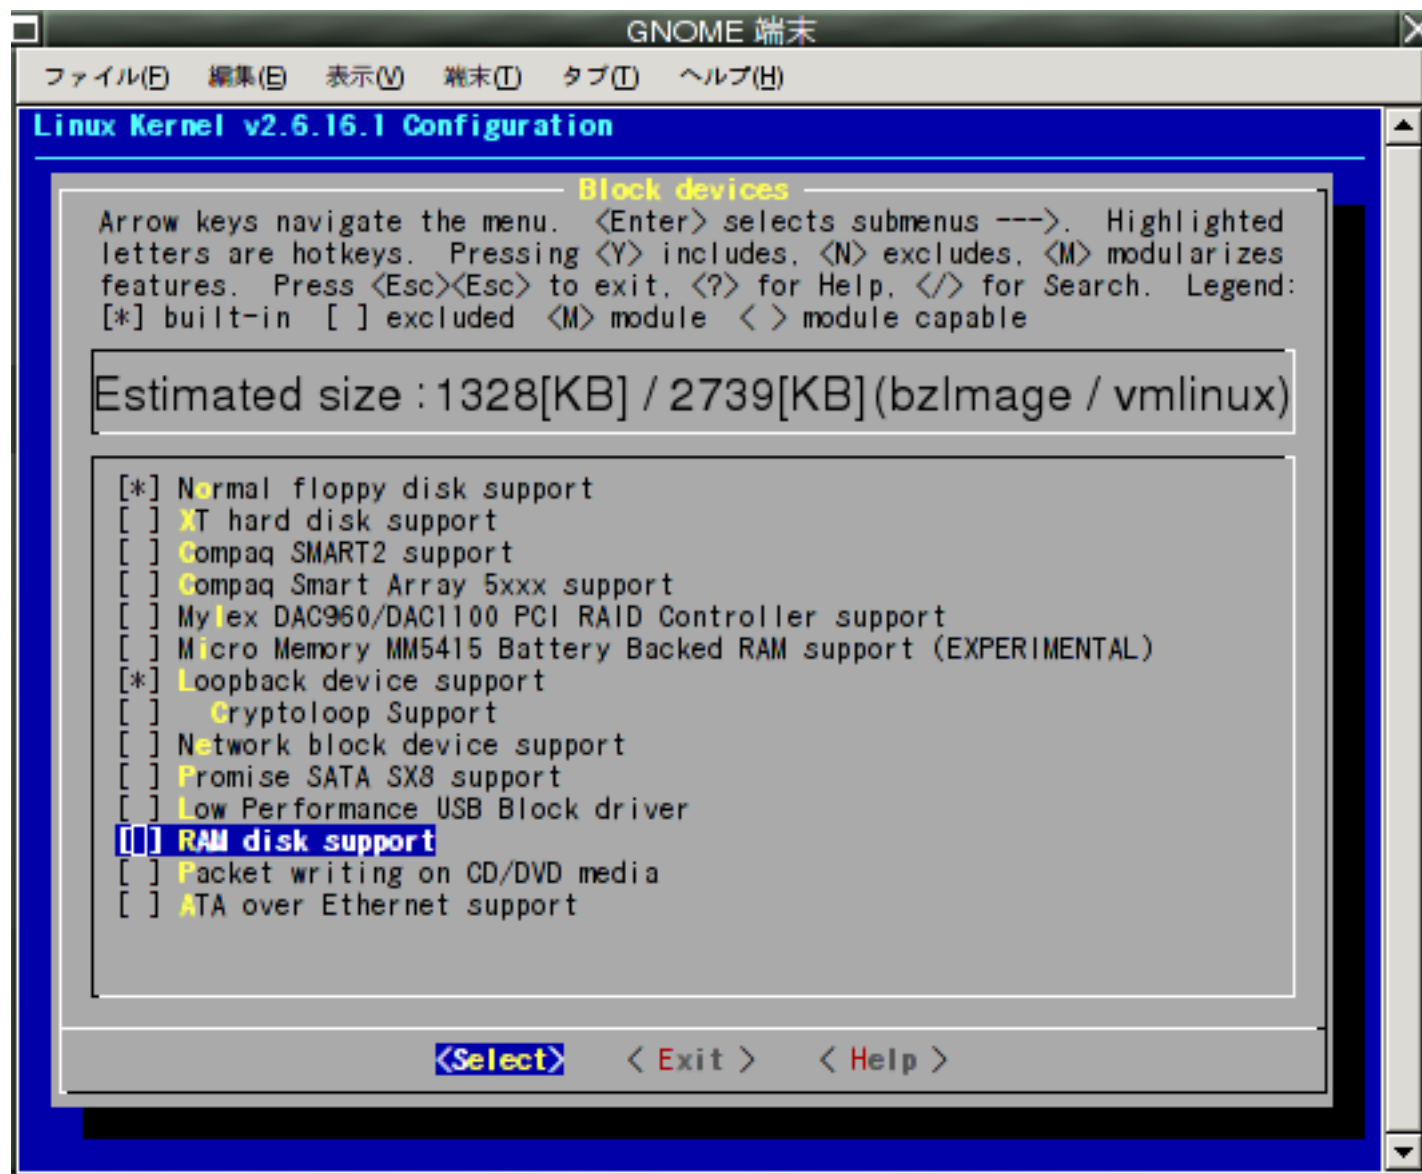 GNOME 端末
ファイル(F) 編集(E) 表示(V) 端末(T) タブ(T) ヘルプ(H)
Linux Kernel v2.6.16.1 Configuration
Block devices
Arrow keys navigate the menu.  <Enter> selects submenus --->.  Highlighted
letters are hotkeys.  Pressing <Y> includes, <N> excludes, <M> modularizes
features.  Press <Esc><Esc> to exit, <?> for Help, </> for Search.  Legend:
[*] built-in  [ ] excluded  <M> module  < > module capable
Estimated size : 1328[KB] / 2739[KB] (bzImage / vmlinux)
[*] Normal floppy disk support
[ ] XT hard disk support
[ ] Compaq SMART2 support
[ ] Compaq Smart Array 5xxx support
[ ] Mylex DAC960/DAC1100 PCI RAID Controller support
[ ] Micro Memory MM5415 Battery Backed RAM support (EXPERIMENTAL)
[*] Loopback device support
[ ]   Cryptoloop Support
[ ] Network block device support
[ ] Promise SATA SX8 support
[ ] Low Performance USB Block driver
[ ] RAM disk support
[ ] Packet writing on CD/DVD media
[ ] ATA over Ethernet support
<Select>    < Exit >    < Help >